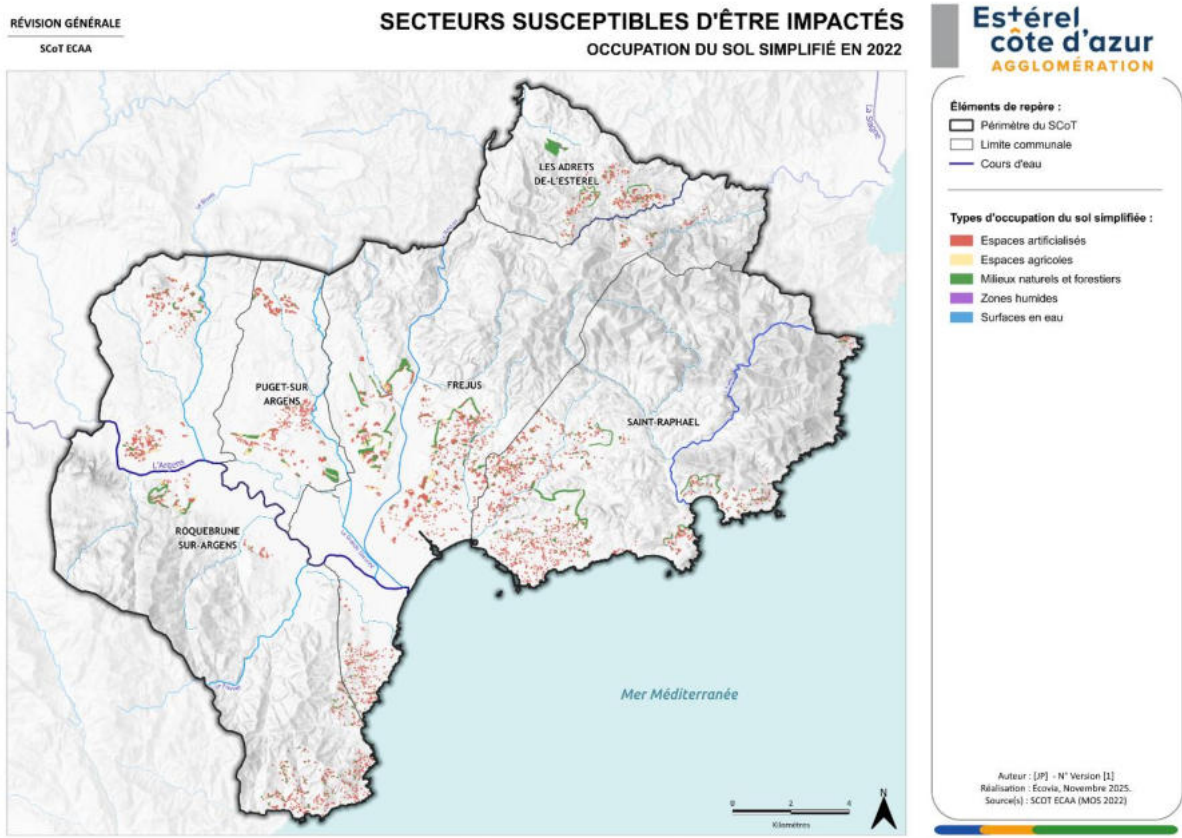 RÉVISION GÉNÉRALE
SCoT ECAA
SECTEURS SUSCEPTIBLES D'ÊTRE IMPACTÉS
OCCUPATION DU SOL SIMPLIFIÉ EN 2022
Estérel
côte d'azur
AGGLOMÉRATION
Éléments de repère :
Périmètre du SCoT
Limite communale
Cours d'eau
Types d'occupation du sol simplifiée :
Espaces artificialisés
Espaces agricoles
Milieux naturels et forestiers
Zones humides
Surfaces en eau
La Siagne
LES ADRETS
DE-L'ESTEREL
PUGET-SUR
ARGENS
FREJUS
SAINT-RAPHAEL
L'Argens
ROQUEBRUNE
SUR-ARGENS
Mer Méditerranée
0 2 4
Kilomètres
N
Auteur : [JP] - N° Version [1]
Réalisation : Ecovia, Novembre 2025.
Source(s) : SCOT ECAA (MOS 2022)